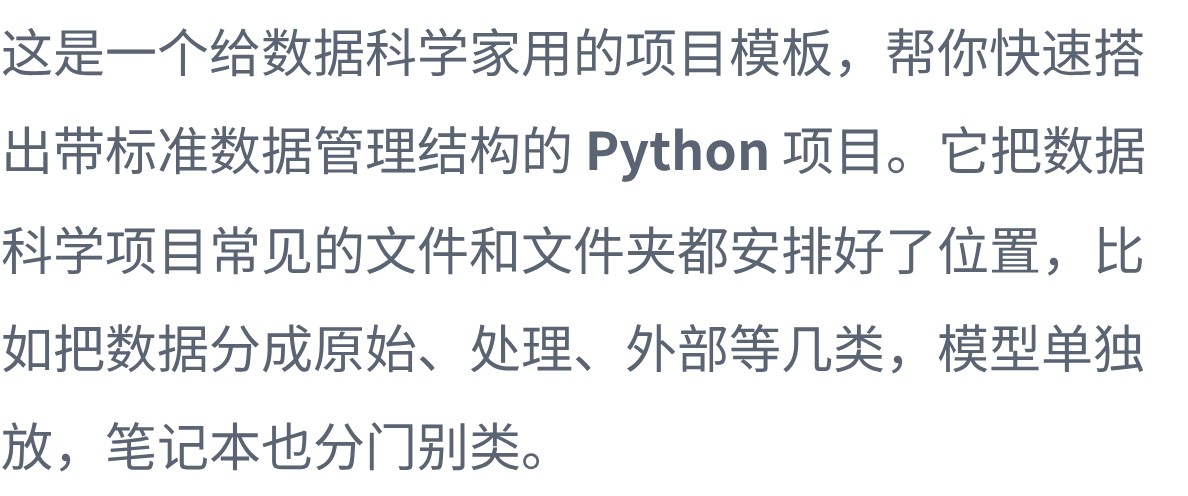 这是一个给数据科学家用的项目模板，帮你快速搭
出带标准数据管理结构的 Python 项目。它把数据
科学项目常见的文件和文件夹都安排好了位置，比
如把数据分成原始、处理、外部等几类，模型单独
放，笔记本也分门别类。